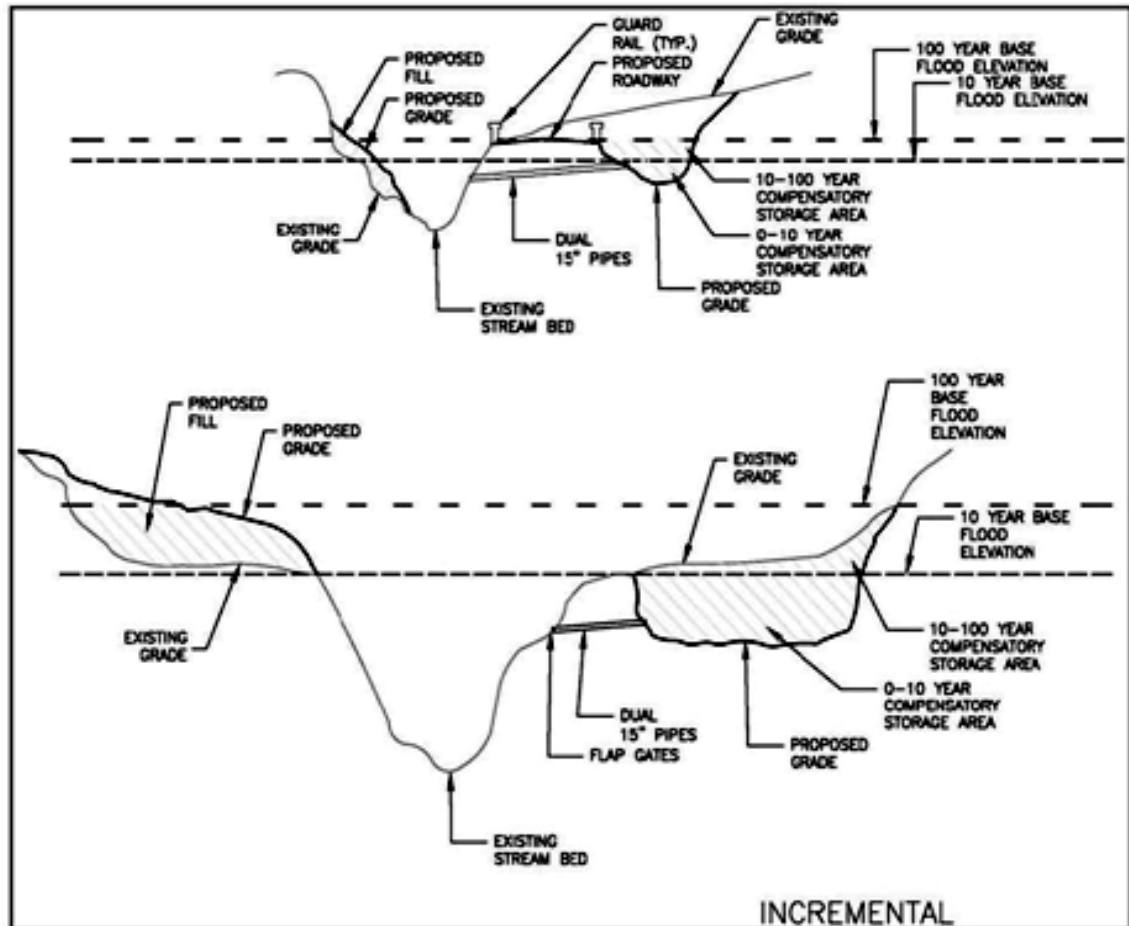 GUARD
RAIL (TYP.)
EXISTING
GRADE
PROPOSED
FILL
PROPOSED
GRADE
PROPOSED
ROADWAY
100 YEAR BASE
FLOOD ELEVATION
10 YEAR BASE
FLOOD ELEVATION
10-100 YEAR
COMPENSATORY
STORAGE AREA
EXISTING
GRADE
DUAL
15" PIPES
0-10 YEAR
COMPENSATORY
STORAGE AREA
PROPOSED
GRADE
EXISTING
STREAM BED
PROPOSED
FILL
PROPOSED
GRADE
100 YEAR
BASE
FLOOD
ELEVATION
EXISTING
GRADE
10 YEAR BASE
FLOOD
ELEVATION
EXISTING
GRADE
10-100 YEAR
COMPENSATORY
STORAGE AREA
0-10 YEAR
COMPENSATORY
STORAGE AREA
DUAL
15" PIPES
FLAP GATES
PROPOSED
GRADE
EXISTING
STREAM BED
INCREMENTAL